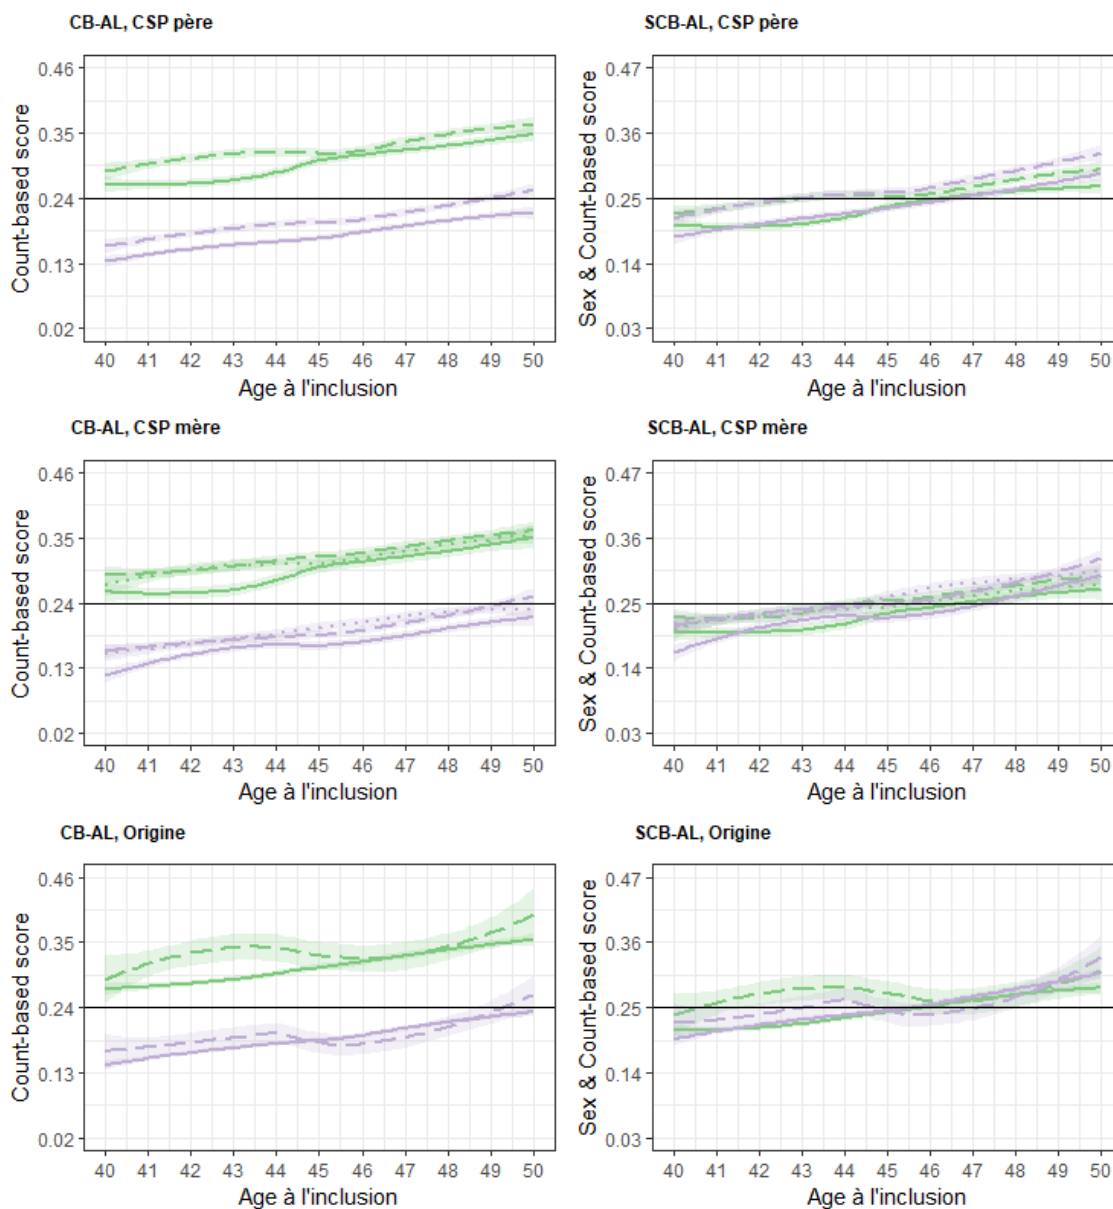 CB-AL, CSP père
Count-based score
0.46
0.35
0.24
0.13
0.02
40 41 42 43 44 45 46 47 48 49 50
Age à l'inclusion
SCB-AL, CSP père
Sex & Count-based score
0.47
0.36
0.25
0.14
0.03
40 41 42 43 44 45 46 47 48 49 50
Age à l'inclusion
CB-AL, CSP mère
Count-based score
0.46
0.35
0.24
0.13
0.02
40 41 42 43 44 45 46 47 48 49 50
Age à l'inclusion
SCB-AL, CSP mère
Sex & Count-based score
0.47
0.36
0.25
0.14
0.03
40 41 42 43 44 45 46 47 48 49 50
Age à l'inclusion
CB-AL, Origine
Count-based score
0.46
0.35
0.24
0.13
0.02
40 41 42 43 44 45 46 47 48 49 50
Age à l'inclusion
SCB-AL, Origine
Sex & Count-based score
0.47
0.36
0.25
0.14
0.03
40 41 42 43 44 45 46 47 48 49 50
Age à l'inclusion